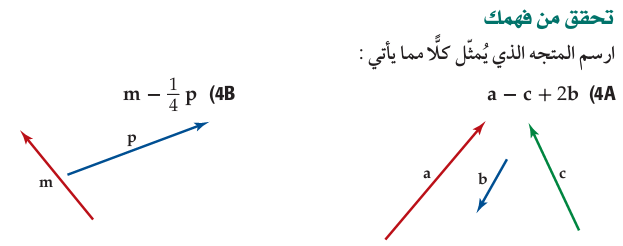 تحقق من فهمك
ارسم المتجه الذي يُمثّل كلًّا مما يأتي :
a − c + 2b (4A
m − 1/4 p (4B
a
b
c
p
m